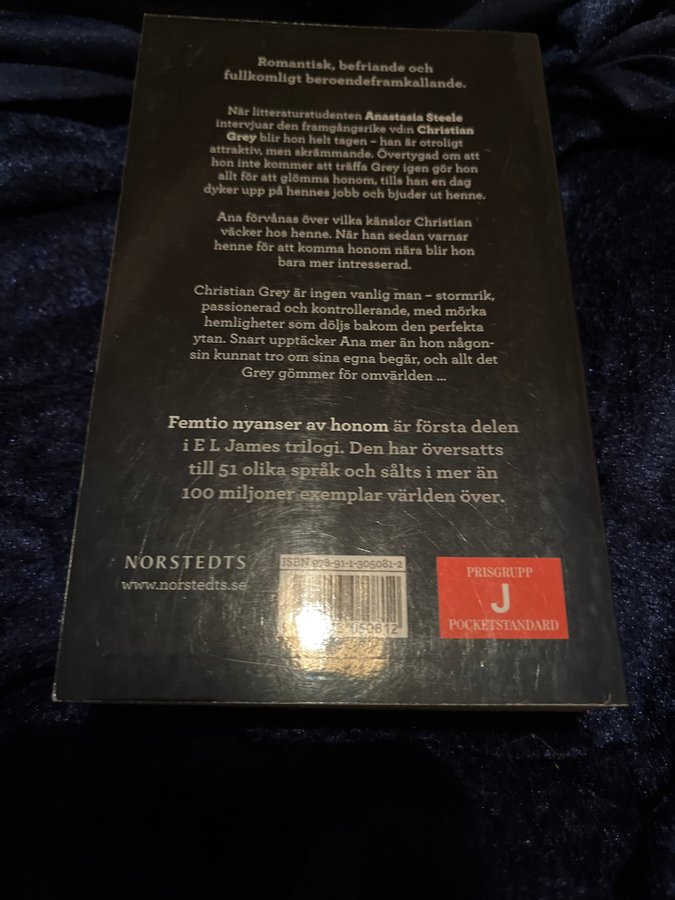 Romantisk, befriande och
fullkomligt beroendeframkallande.
När litteraturstudenten Anastasia Steele
intervjuar den framgångsrike vd:n Christian
Grey blir hon helt tagen – han är otroligt
attraktiv, men skrämmande. Övertygad om att
hon inte kommer att träffa Grey igen gör hon
allt för att glömma honom, tills han en dag
dyker upp på hennes jobb och bjuder ut henne.
Ana förvånas över vilka känslor Christian
väcker hos henne. När han sedan varnar
henne för att komma honom nära blir hon
bara mer intresserad.
Christian Grey är ingen vanlig man – stormrik,
passionerad och kontrollerande, med mörka
hemligheter som döljs bakom den perfekta
ytan. Snart upptäcker Ana mer än hon någon-
sin kunnat tro om sina egna begär, och allt det
Grey gömmer för omvärlden ...
Femtio nyanser av honom är första delen
i E L James trilogi. Den har översatts
till 51 olika språk och sålts i mer än
100 miljoner exemplar världen över.
NORSTEDTS
www.norstedts.se
ISBN 978-91-1-305081-2
PRISGRUPP
J
POCKETSTANDARD